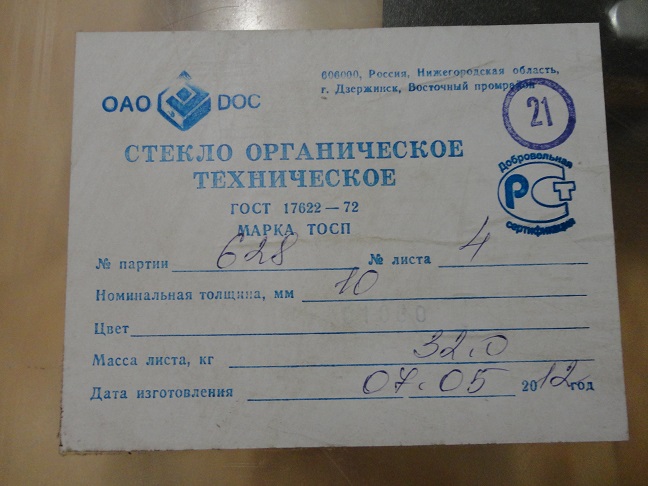 ОАО DOC
606000, Россия, Нижегородская область,
г. Дзержинск, Восточный промрайон
21
СТЕКЛО ОРГАНИЧЕСКОЕ
ТЕХНИЧЕСКОЕ
ГОСТ 17622—72
МАРКА ТОСП
Добровольная
РСТ
сертификация
№ партии 628 № листа 4
Номинальная толщина, мм 10
Цвет
Масса листа, кг 32.0
Дата изготовления 07.05 2012 год